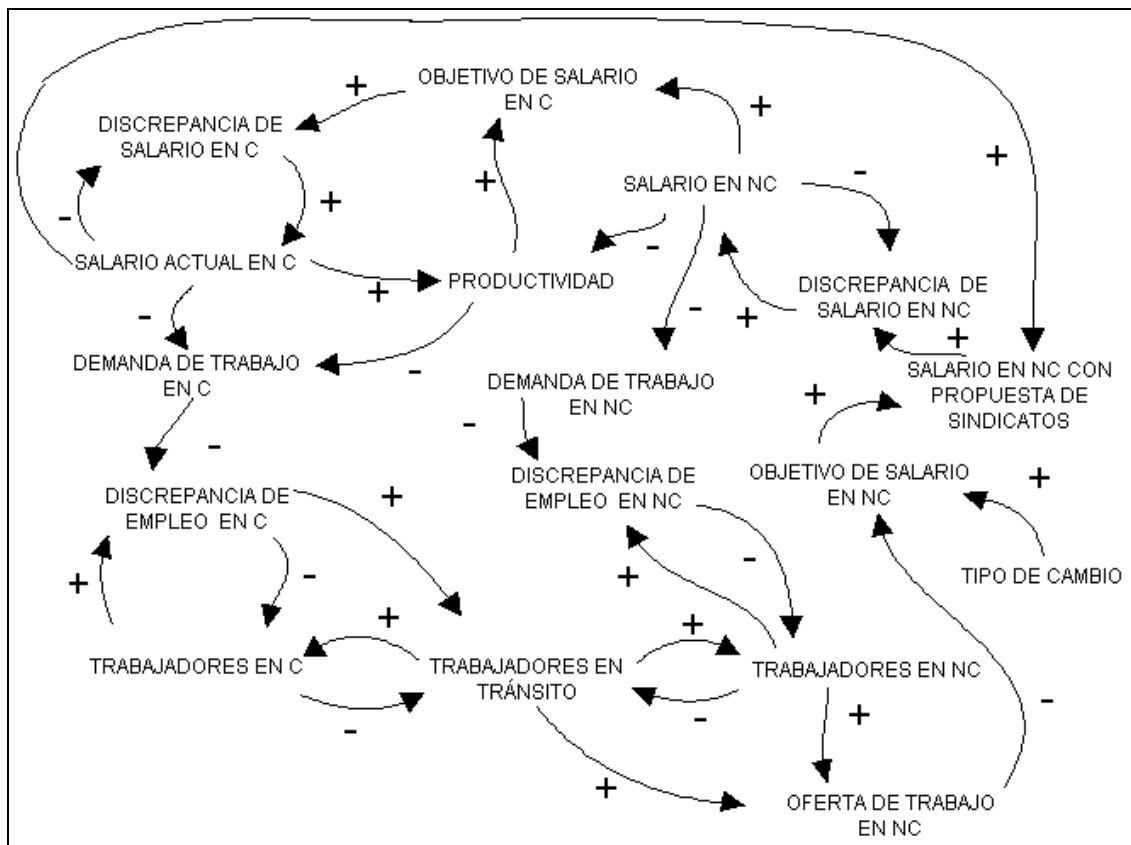 OBJETIVO DE SALARIO
EN C
+
+
DISCREPANCIA DE
SALARIO EN C
+
SALARIO EN NC
-
+
+
-
-
SALARIO ACTUAL EN C
+
PRODUCTIVIDAD
-
DISCREPANCIA DE
SALARIO EN NC
+
+
-
-
DEMANDA DE TRABAJO
EN C
-
DEMANDA DE TRABAJO
EN NC
SALARIO EN NC CON
PROPUESTA DE
SINDICATOS
+
-
-
DISCREPANCIA DE
EMPLEO EN C
+
DISCREPANCIA DE
EMPLEO EN NC
OBJETIVO DE SALARIO
EN NC
+
+
-
+
-
TIPO DE CAMBIO
+
+
TRABAJADORES EN C
TRABAJADORES EN
TRÁNSITO
TRABAJADORES EN NC
-
-
+
-
+
OFERTA DE TRABAJO
EN NC